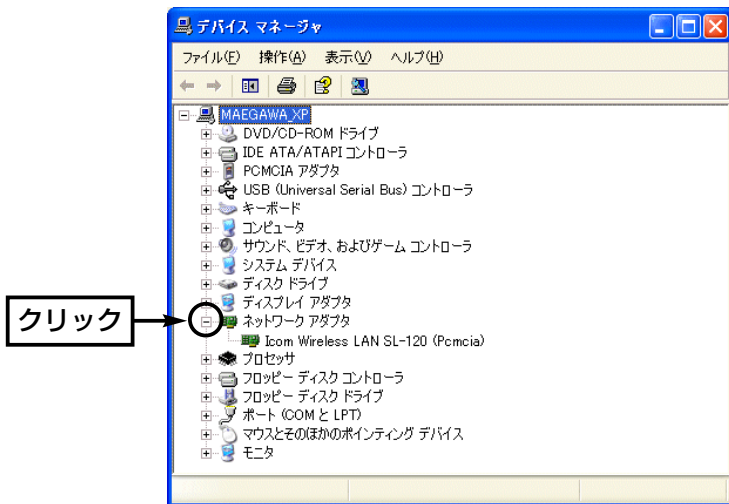 デバイス マネージャ
ファイル(F) 操作(A) 表示(V) ヘルプ(H)
MAEGAWA_XP
DVD/CD-ROM ドライブ
IDE ATA/ATAPI コントローラ
PCMCIA アダプタ
USB (Universal Serial Bus) コントローラ
キーボード
コンピュータ
サウンド、ビデオ、およびゲーム コントローラ
システム デバイス
ディスク ドライブ
ディスプレイ アダプタ
クリック
ネットワーク アダプタ
Icom Wireless LAN SL-120 (Pcmcia)
プロセッサ
フロッピー ディスク コントローラ
フロッピー ディスク ドライブ
ポート (COM と LPT)
マウスとそのほかのポインティング デバイス
モニタ